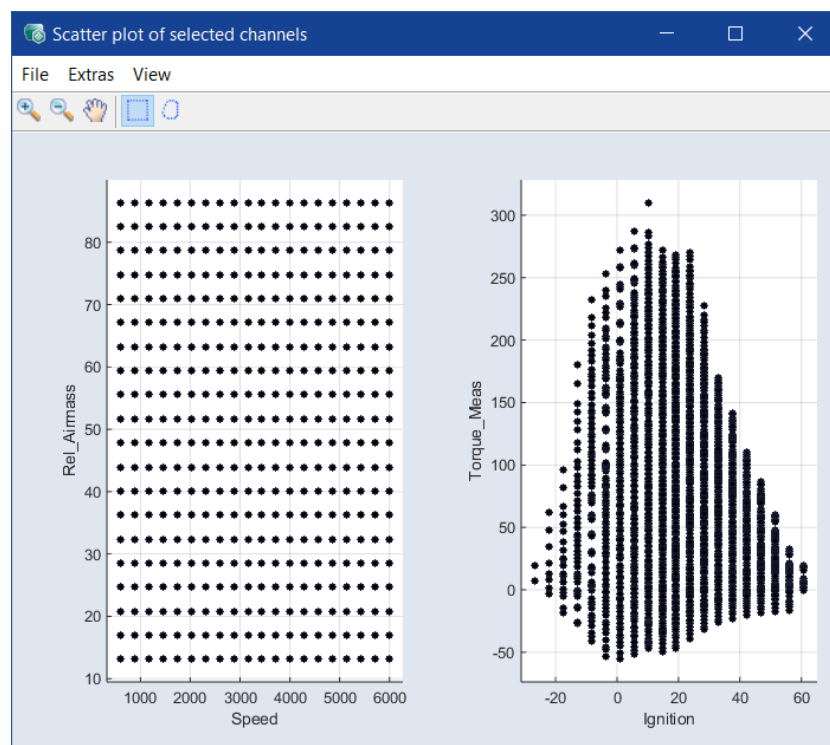 Scatter plot of selected channels
File Extras View
80
70
60
50
40
30
20
10
Rel_Airmass
1000 2000 3000 4000 5000 6000
Speed
300
250
200
150
100
50
0
-50
Torque_Meas
-20 0 20 40 60
Ignition